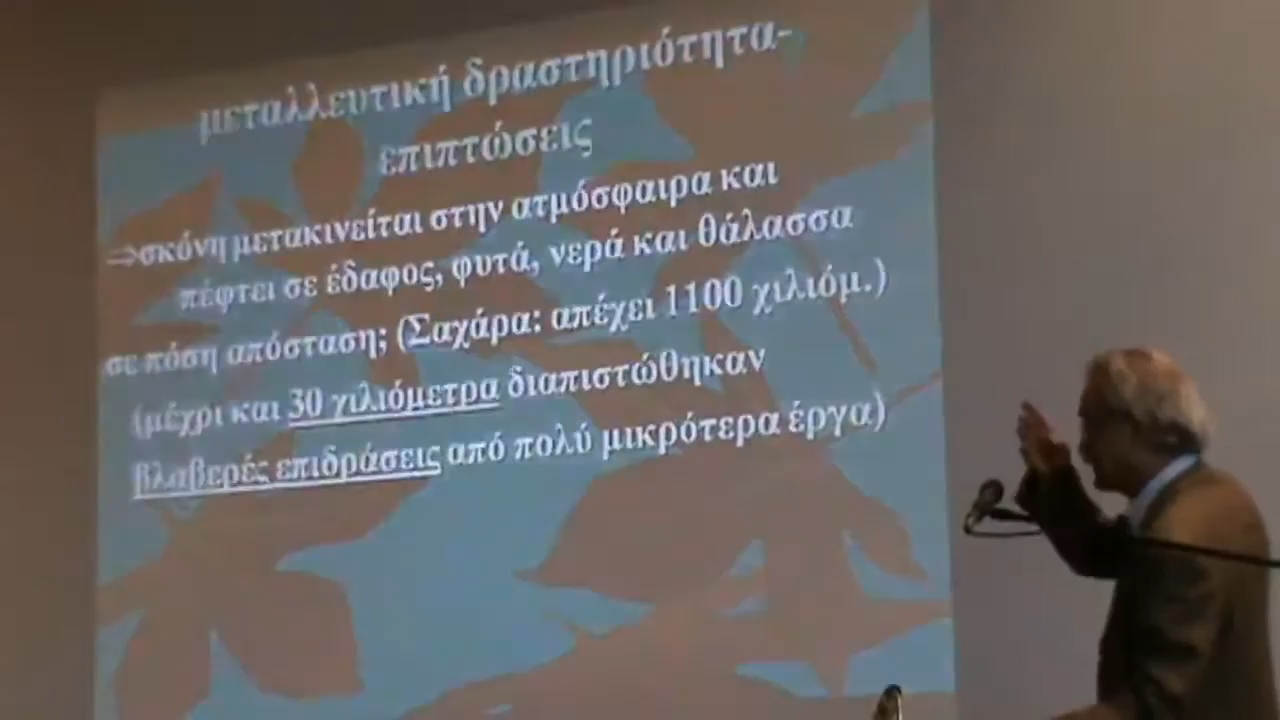 μεταλλευτική δραστηριότητα-
επιπτώσεις
⇒σκόνη μετακινείται στην ατμόσφαιρα και
πέφτει σε έδαφος, φυτά, νερά και θάλασσα
σε πόση απόσταση; (Σαχάρα: απέχει 1100 χιλιόμ.)
(μέχρι και 30 χιλιόμετρα διαπιστώθηκαν
βλαβερές επιδράσεις από πολύ μικρότερα έργα)